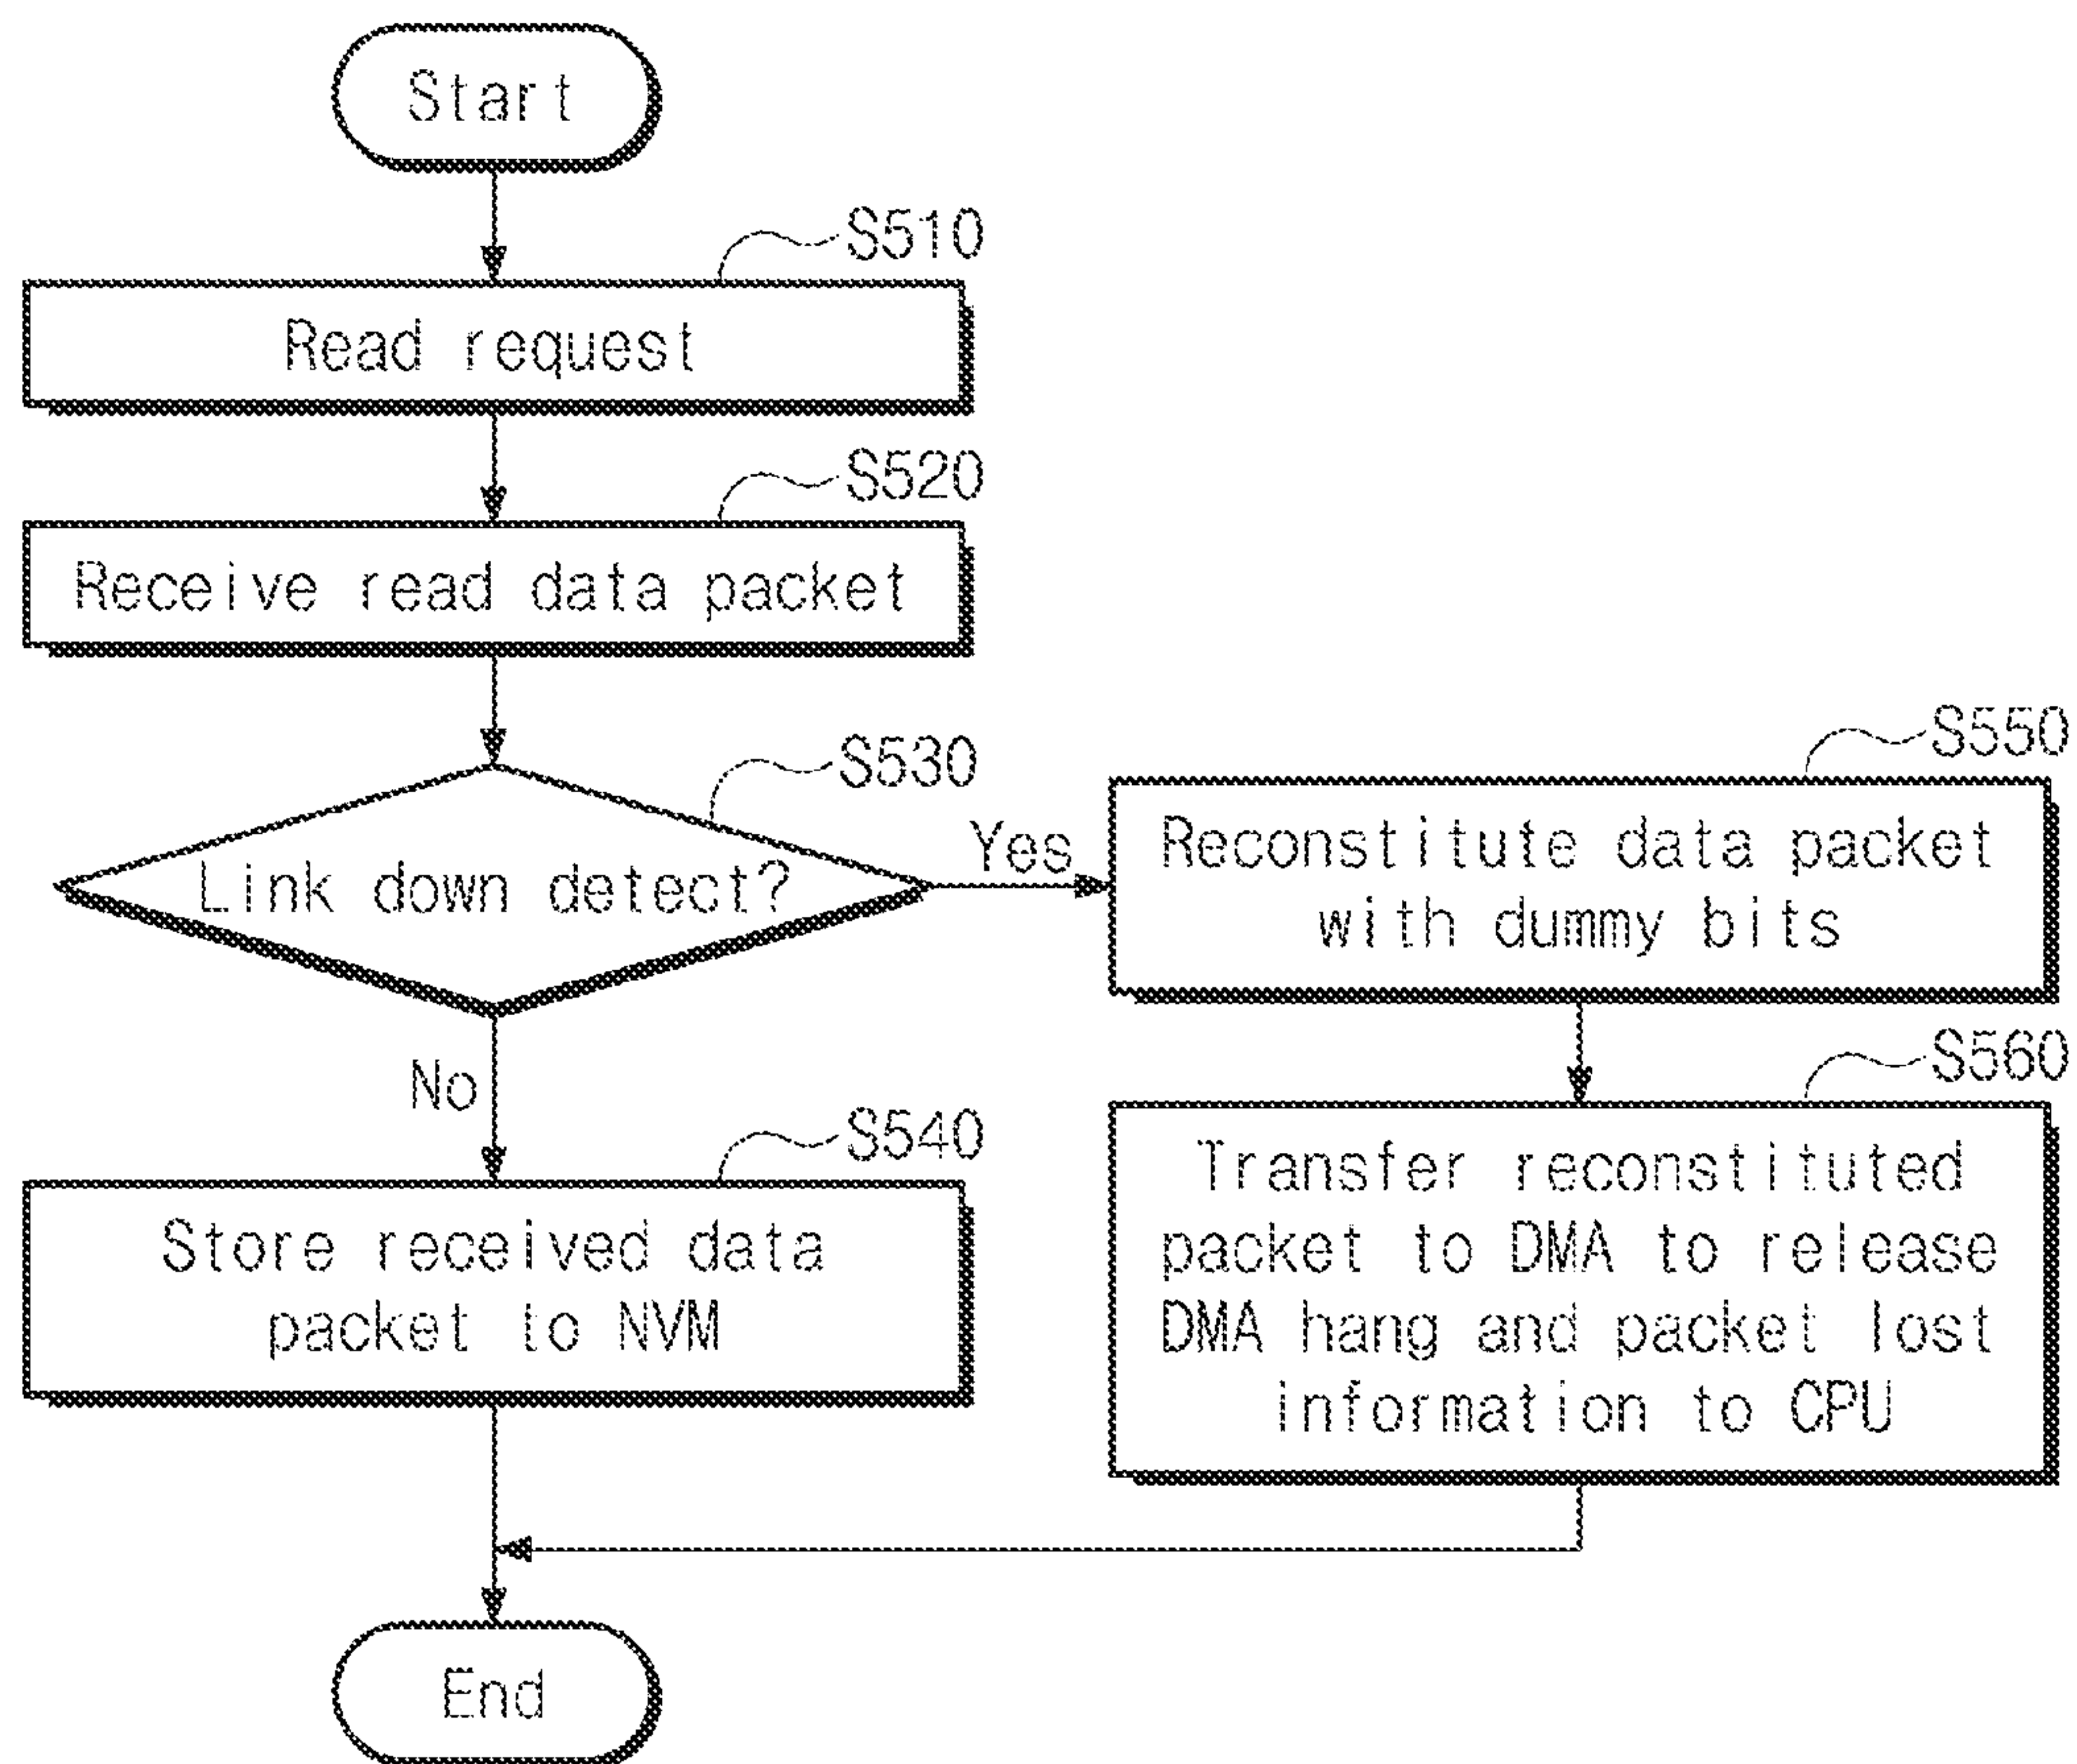 Start
S510
Read request
S520
Receive read data packet
S530
Link down detect?
Yes
No
S540
Store received data
packet to NVM
S550
Reconstitute data packet
with dummy bits
S560
Transfer reconstituted
packet to DMA to release
DMA hang and packet lost
information to CPU
End